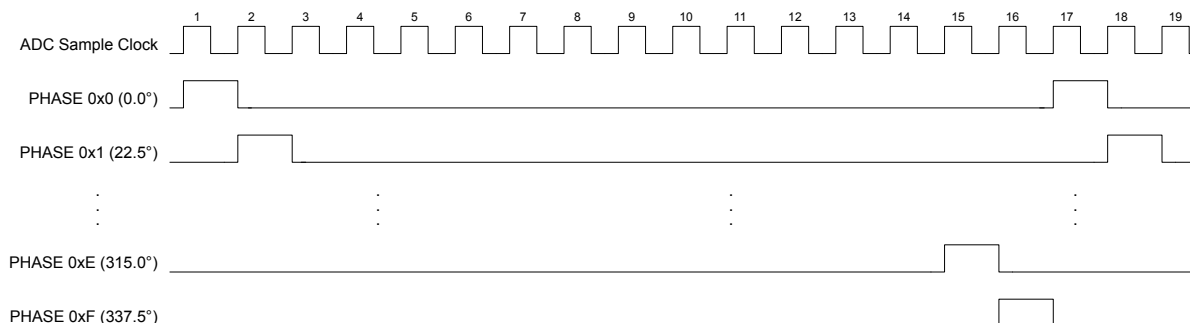 1 2 3 4 5 6 7 8 9 10 11 12 13 14 15 16 17 18 19
ADC Sample Clock
PHASE 0x0 (0.0°)
PHASE 0x1 (22.5°)
PHASE 0xE (315.0°)
PHASE 0xF (337.5°)